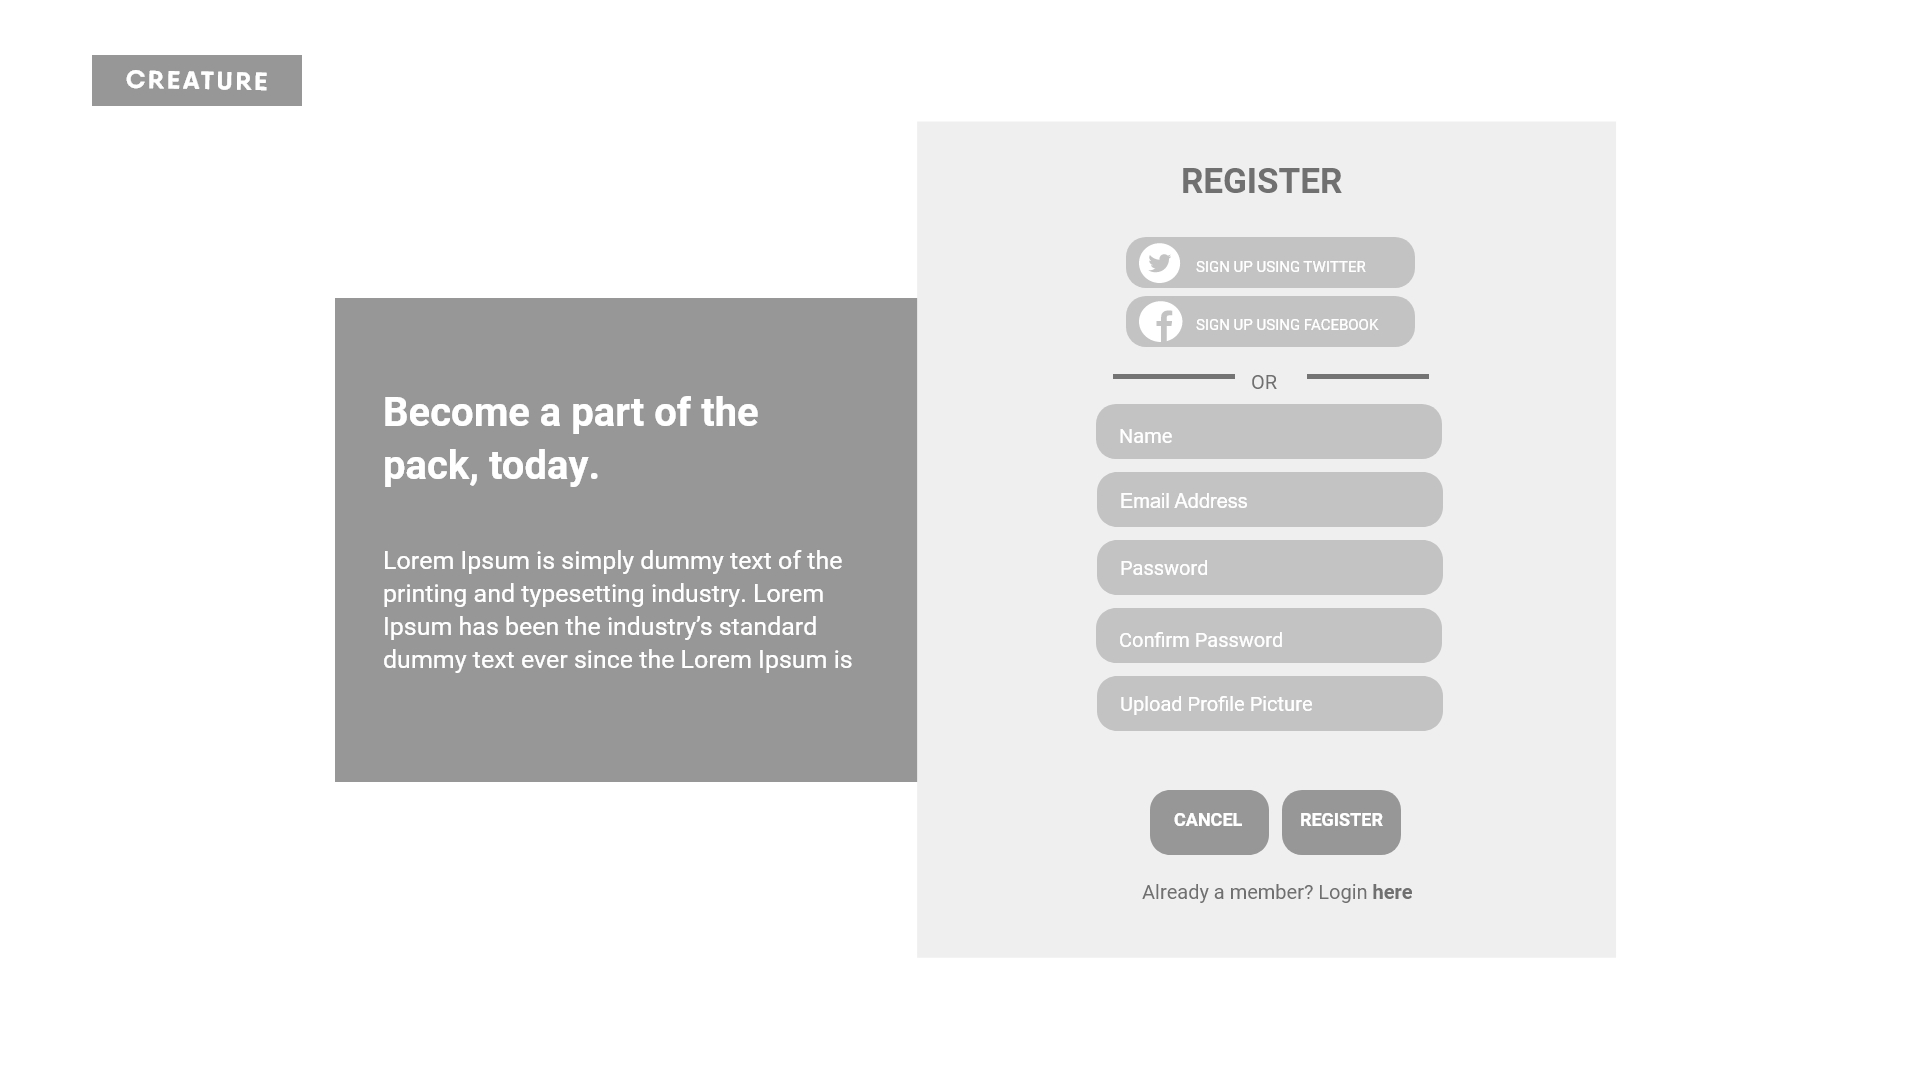 CREATURE
Become a part of the
pack, today.
Lorem Ipsum is simply dummy text of the
printing and typesetting industry. Lorem
Ipsum has been the industry’s standard
dummy text ever since the Lorem Ipsum is
REGISTER
SIGN UP USING TWITTER
SIGN UP USING FACEBOOK
OR
Name
Email Address
Password
Confirm Password
Upload Profile Picture
CANCEL
REGISTER
Already a member? Login here